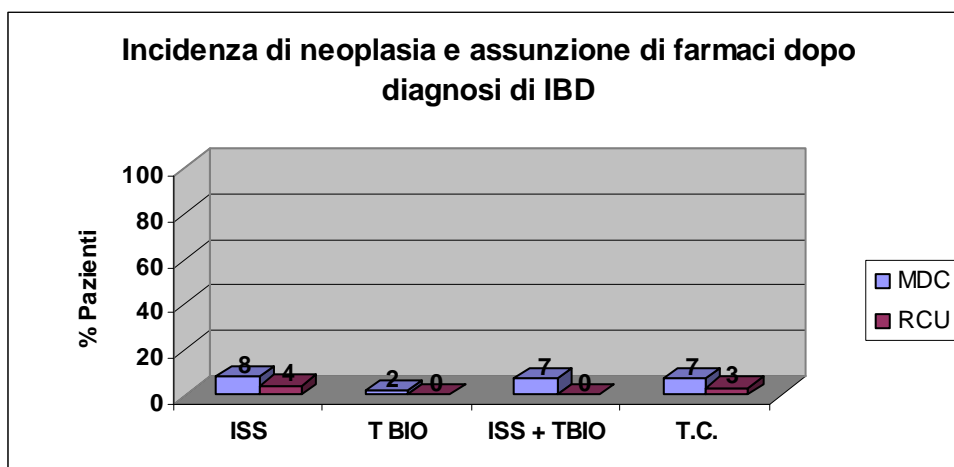 Incidenza di neoplasia e assunzione di farmaci dopo
diagnosi di IBD
% Pazienti
100
80
60
40
20
0
8
4
2
0
7
0
7
3
ISS
T BIO
ISS + TBIO
T.C.
MDC
RCU